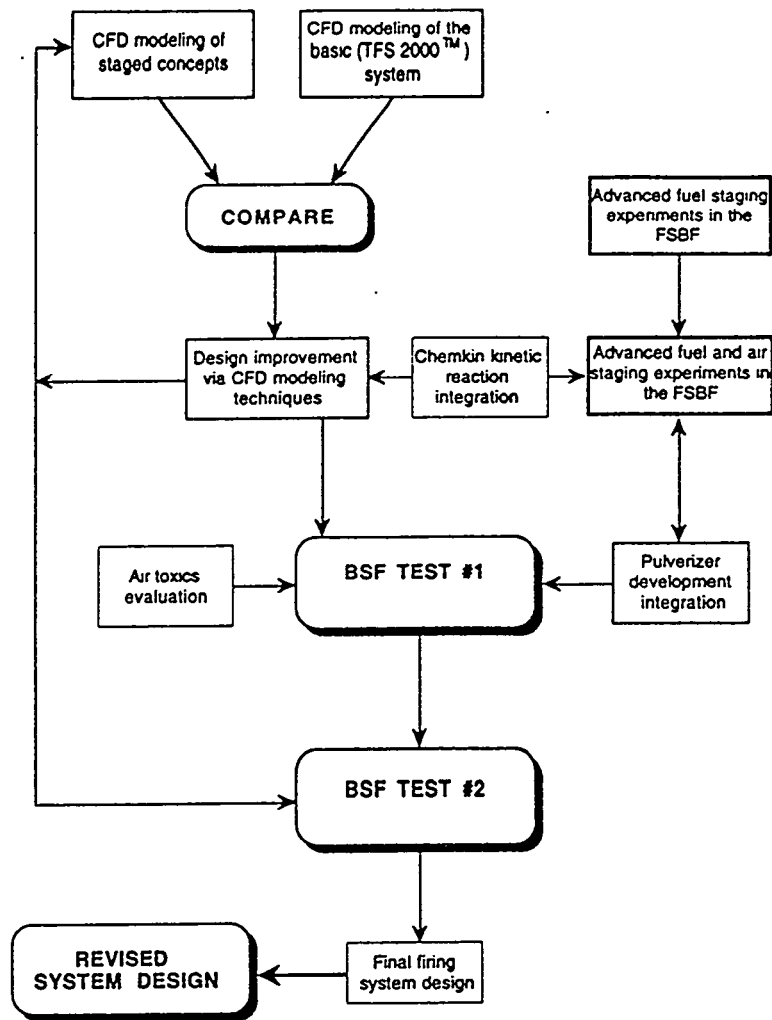 CFD modeling of
staged concepts
CFD modeling of the
basic (TFS 2000™)
system
COMPARE
Advanced fuel staging
experiments in the
FSBF
Design improvement
via CFD modeling
techniques
Chemkin kinetic
reaction
integration
Advanced fuel and air
staging experiments in
the FSBF
Air toxics
evaluation
BSF TEST #1
Pulverizer
development
integration
BSF TEST #2
REVISED
SYSTEM DESIGN
Final firing
system design